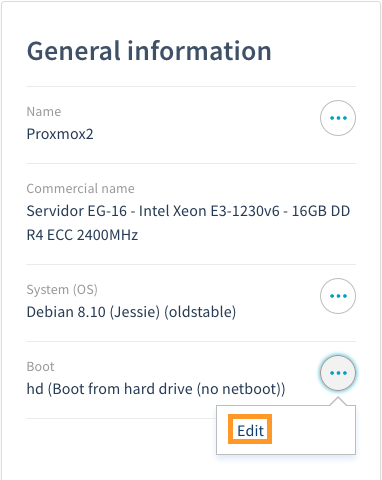 General information
Name
Proxmox2
Commercial name
Servidor EG-16 - Intel Xeon E3-1230v6 - 16GB DD
R4 ECC 2400MHz
System (OS)
Debian 8.10 (Jessie) (oldstable)
Boot
hd (Boot from hard drive (no netboot))
Edit